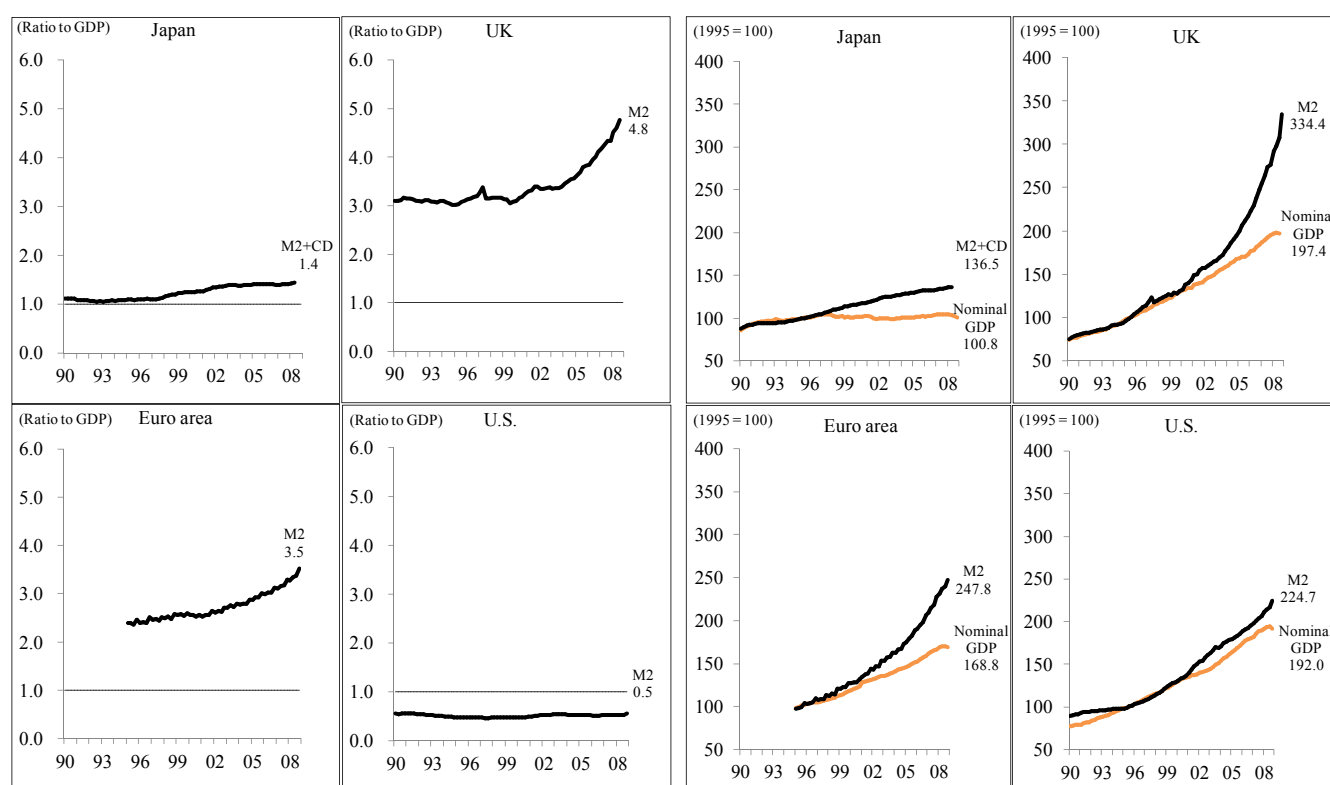 (Ratio to GDP) Japan
6.0
5.0
4.0
3.0
2.0
1.0
0.0
M2+CD
1.4
90 93 96 99 02 05 08
(Ratio to GDP) UK
6.0
5.0
4.0
3.0
2.0
1.0
0.0
M2
4.8
90 93 96 99 02 05 08
(1995 = 100) Japan
400
350
300
250
200
150
100
50
M2+CD
136.5
Nominal
GDP
100.8
90 93 96 99 02 05 08
(1995 = 100) UK
400
350
300
250
200
150
100
50
M2
334.4
Nominal
GDP
197.4
90 93 96 99 02 05 08
(Ratio to GDP) Euro area
6.0
5.0
4.0
3.0
2.0
1.0
0.0
M2
3.5
90 93 96 99 02 05 08
(Ratio to GDP) U.S.
6.0
5.0
4.0
3.0
2.0
1.0
0.0
M2
0.5
90 93 96 99 02 05 08
(1995 = 100) Euro area
400
350
300
250
200
150
100
50
M2
247.8
Nominal
GDP
168.8
90 93 96 99 02 05 08
(1995 = 100) U.S.
400
350
300
250
200
150
100
50
M2
224.7
Nominal
GDP
192.0
90 93 96 99 02 05 08